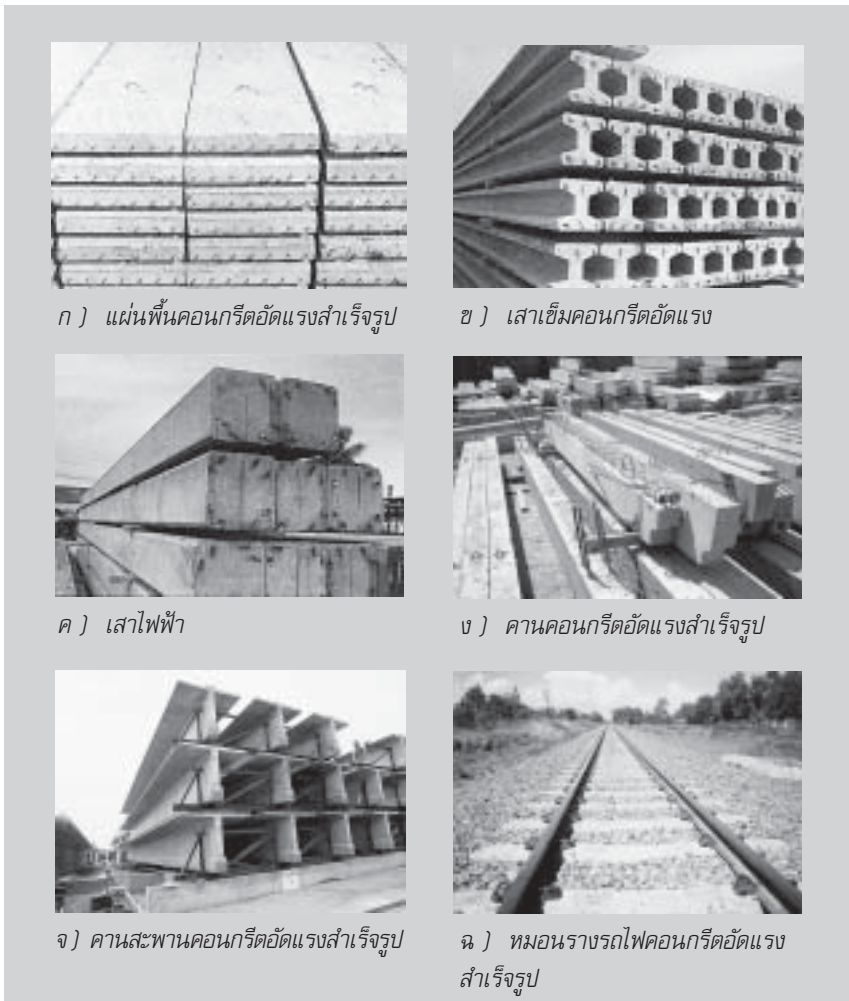 ก ) แผ่นพื้นคอนกรีตอัดแรงสำเร็จรูป
ข ) เสาเข็มคอนกรีตอัดแรง
ค ) เสาไฟฟ้า
ง ) คานคอนกรีตอัดแรงสำเร็จรูป
จ ) คานสะพานคอนกรีตอัดแรงสำเร็จรูป
ฉ ) หมอนรางรถไฟคอนกรีตอัดแรง
สำเร็จรูป